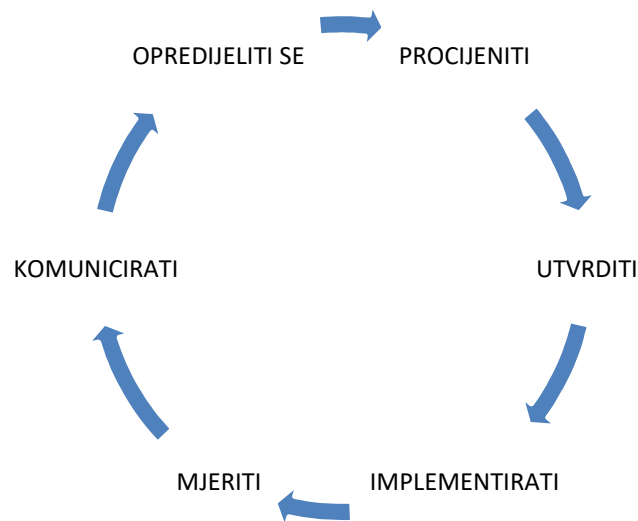 OPREDIJELITI SE
PROCIJENITI
UTVRDITI
IMPLEMENTIRATI
MJERITI
KOMUNICIRATI